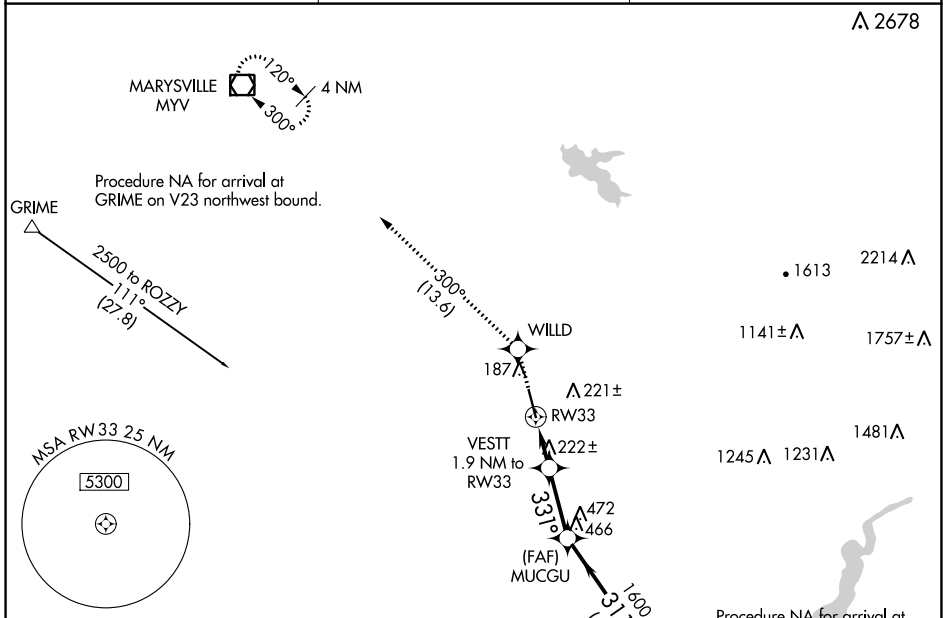 2678
MARYSVILLE
MYV
120°
4 NM
300°
Procedure NA for arrival at
GRIME on V23 northwest bound.
GRIME
2500 to ROZZY
111°
(27.8)
300°
(13.6)
1613
2214
1141±
1757±
WILLD
187
221±
RW33
VESTT
1.9 NM to
RW33
222±
1481
1245
1231
MSA RW33 25 NM
5300
331°
472
466
(FAF)
MUCGU
1600
Procedure NA for arrival at